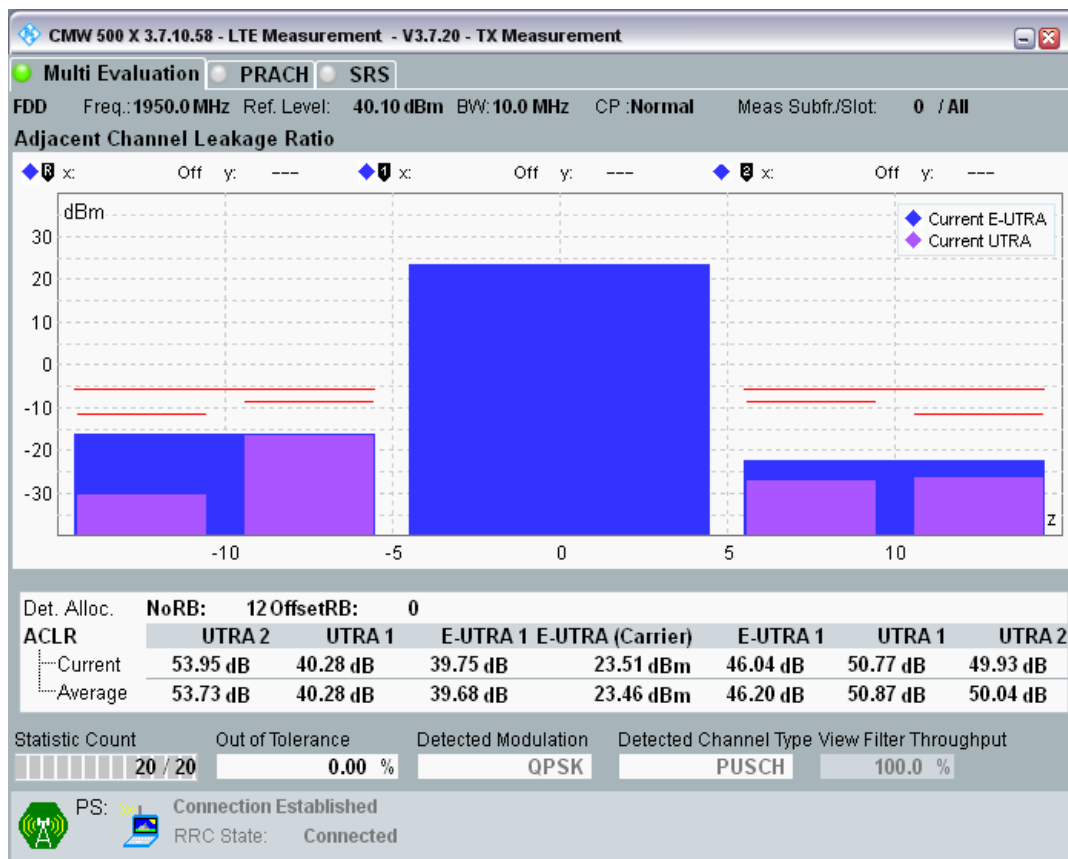 CMW 500 X 3.7.10.58 - LTE Measurement - V3.7.20 - TX Measurement
Multi Evaluation PRACH SRS
FDD Freq.:1950.0 MHz Ref. Level: 40.10 dBm BW:10.0 MHz CP :Normal Meas Subfr./Slot: 0 / All
Adjacent Channel Leakage Ratio
R x: Off y: --- 1 x: Off y: --- 2 x: Off y: ---
dBm
Current E-UTRA
Current UTRA
30
20
10
0
-10
-20
-30
z
-10 -5 0 5 10
Det. Alloc. NoRB: 12 OffsetRB: 0
ACLR UTRA 2 UTRA 1 E-UTRA 1 E-UTRA (Carrier) E-UTRA 1 UTRA 1 UTRA 2
Current 53.95 dB 40.28 dB 39.75 dB 23.51 dBm 46.04 dB 50.77 dB 49.93 dB
Average 53.73 dB 40.28 dB 39.68 dB 23.46 dBm 46.20 dB 50.87 dB 50.04 dB
Statistic Count Out of Tolerance Detected Modulation Detected Channel Type View Filter Throughput
20 / 20 0.00 % QPSK PUSCH 100.0 %
PS: Connection Established
RRC State: Connected